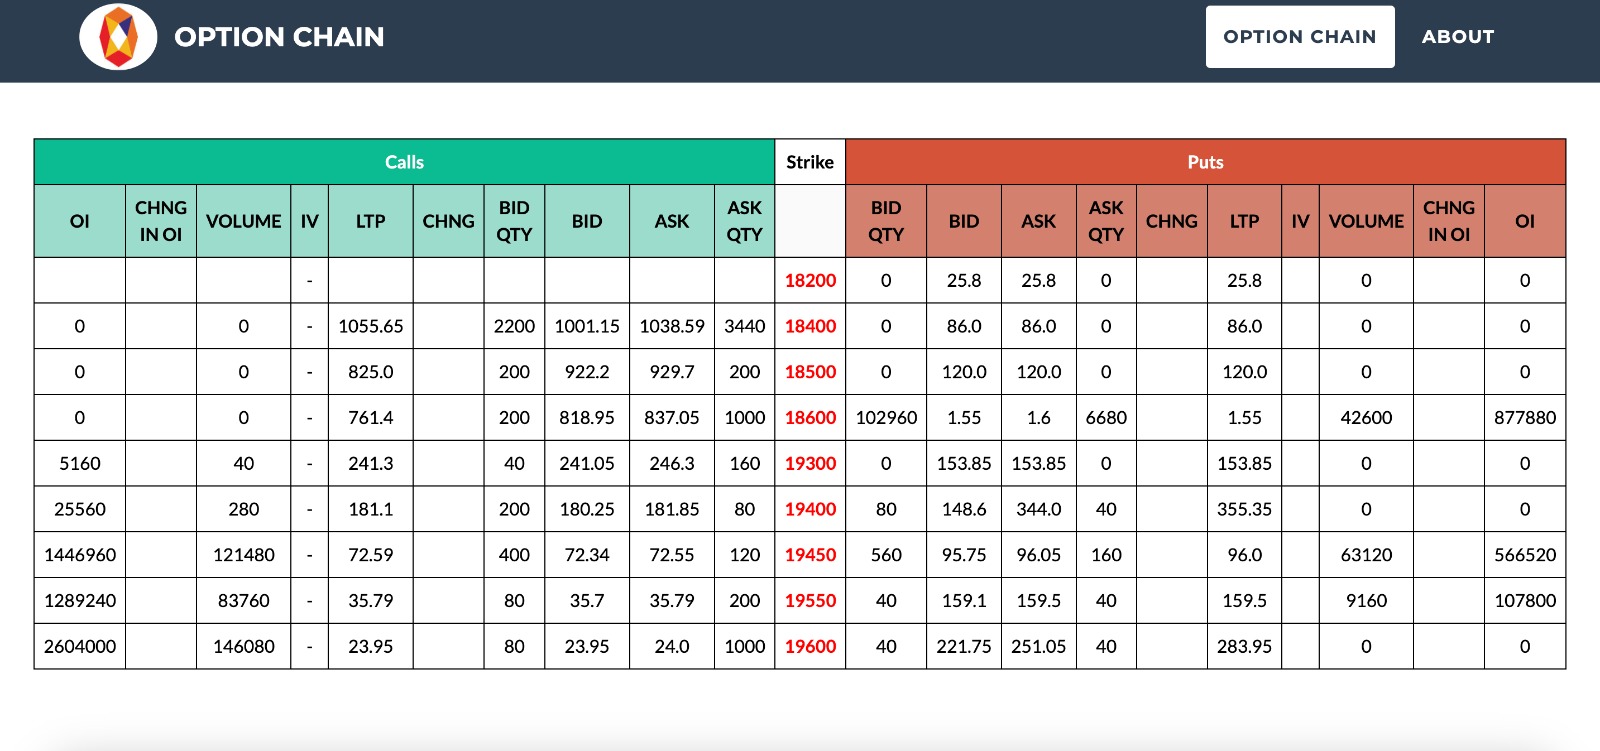 OPTION CHAIN OPTION CHAIN ABOUT
Calls Strike Puts
OI CHNG IN OI VOLUME IV LTP CHNG BID QTY BID ASK ASK QTY BID QTY BID ASK ASK QTY CHNG LTP IV VOLUME CHNG IN OI OI
- 18200 0 25.8 25.8 0 25.8 0 0
0 0 - 1055.65 2200 1001.15 1038.59 3440 18400 0 86.0 86.0 0 86.0 0 0
0 0 - 825.0 200 922.2 929.7 200 18500 0 120.0 120.0 0 120.0 0 0
0 0 - 761.4 200 818.95 837.05 1000 18600 102960 1.55 1.6 6680 1.55 42600 877880
5160 40 - 241.3 40 241.05 246.3 160 19300 0 153.85 153.85 0 153.85 0 0
25560 280 - 181.1 200 180.25 181.85 80 19400 80 148.6 344.0 40 355.35 0 0
1446960 121480 - 72.59 400 72.34 72.55 120 19450 560 95.75 96.05 160 96.0 63120 566520
1289240 83760 - 35.79 80 35.7 35.79 200 19550 40 159.1 159.5 40 159.5 9160 107800
2604000 146080 - 23.95 80 23.95 24.0 1000 19600 40 221.75 251.05 40 283.95 0 0